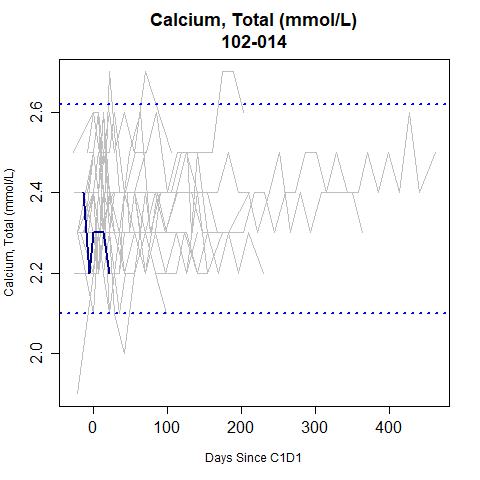 Calcium, Total (mmol/L)
102-014
Calcium, Total (mmol/L)
2.6
2.4
2.2
2.0
0 100 200 300 400
Days Since C1D1